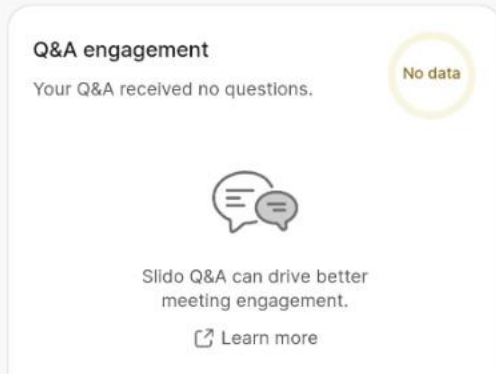 Q&A engagement
No data
Your Q&A received no questions.
Slido Q&A can drive better
meeting engagement.
Learn more